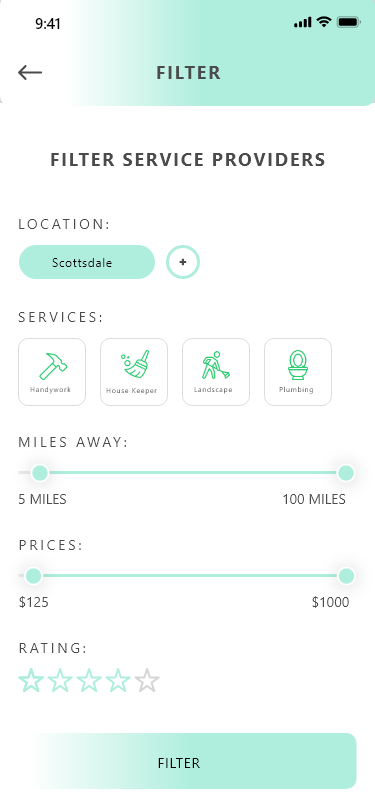 9:41
FILTER
FILTER SERVICE PROVIDERS
LOCATION:
Scottsdale +
SERVICES:
Handywork House Keeper Landscape Plumbing
MILES AWAY:
5 MILES 100 MILES
PRICES:
$125 $1000
RATING:
FILTER